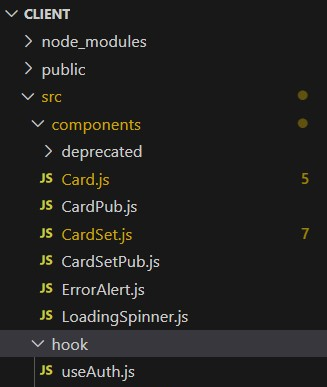 CLIENT
node_modules
public
src
components
deprecated
JS Card.js 5
JS CardPub.js
JS CardSet.js 7
JS CardSetPub.js
JS ErrorAlert.js
JS LoadingSpinner.js
hook
JS useAuth.js